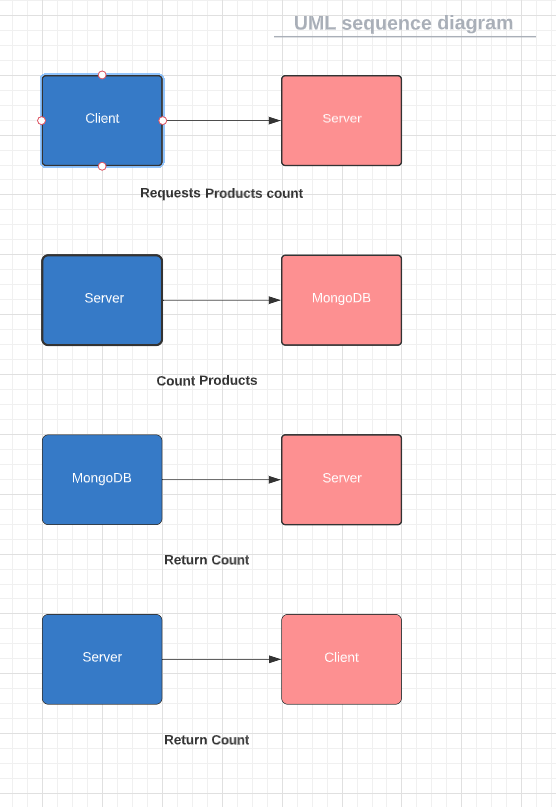 UML sequence diagram
Client
Server
Requests Products count
Server
MongoDB
Count Products
MongoDB
Server
Return Count
Server
Client
Return Count